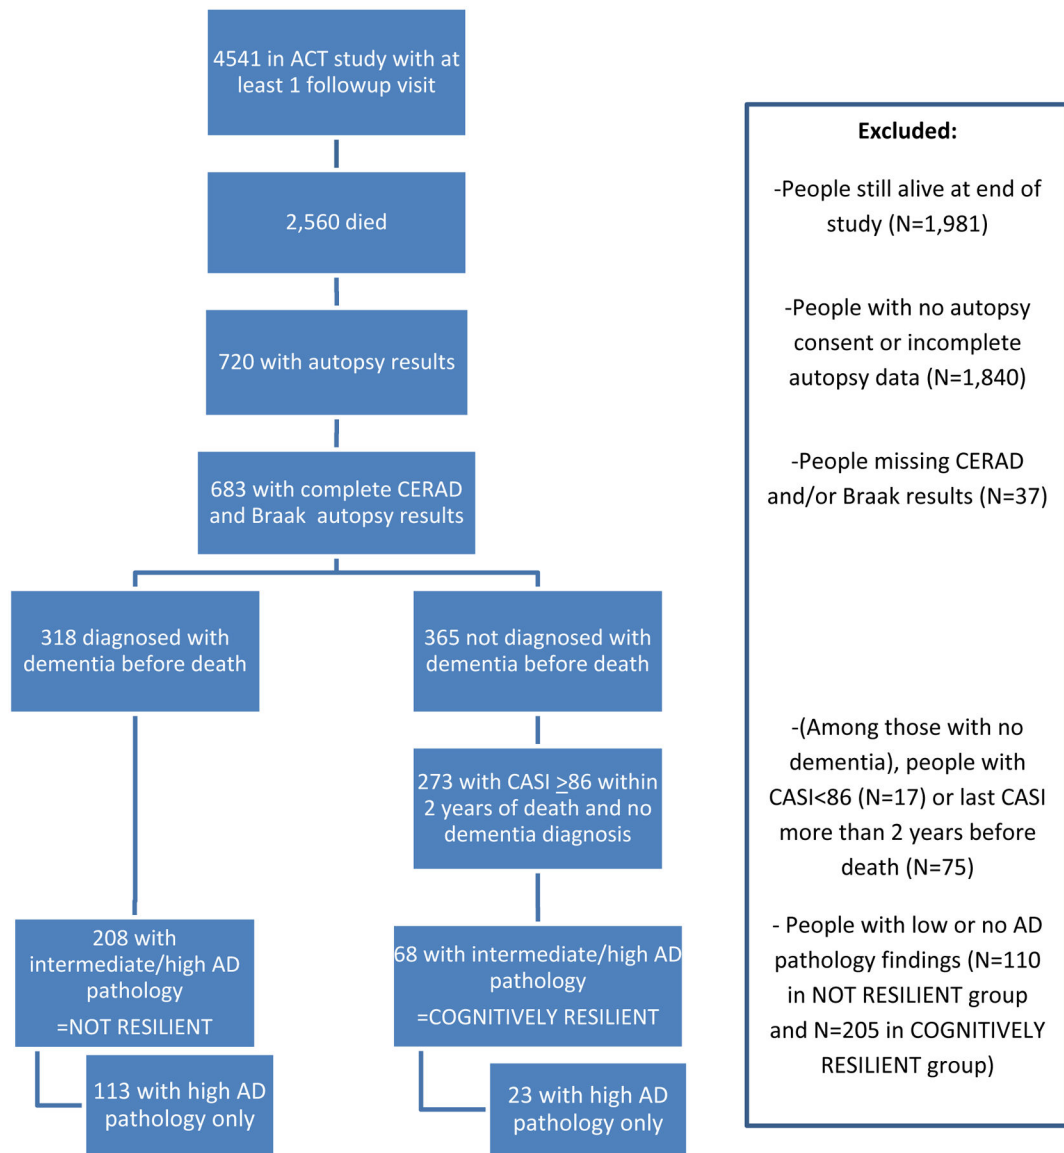 4541 in ACT study with at
least 1 followup visit
2,560 died
720 with autopsy results
683 with complete CERAD
and Braak autopsy results
318 diagnosed with
dementia before death
365 not diagnosed with
dementia before death
273 with CASI ≥86 within
2 years of death and no
dementia diagnosis
208 with
intermediate/high AD
pathology
=NOT RESILIENT
68 with intermediate/high AD
pathology
=COGNITIVELY RESILIENT
113 with high AD
pathology only
23 with high AD
pathology only
Excluded:
-People still alive at end of
study (N=1,981)
-People with no autopsy
consent or incomplete
autopsy data (N=1,840)
-People missing CERAD
and/or Braak results (N=37)
-(Among those with no
dementia), people with
CASI<86 (N=17) or last CASI
more than 2 years before
death (N=75)
- People with low or no AD
pathology findings (N=110
in NOT RESILIENT group
and N=205 in COGNITIVELY
RESILIENT group)